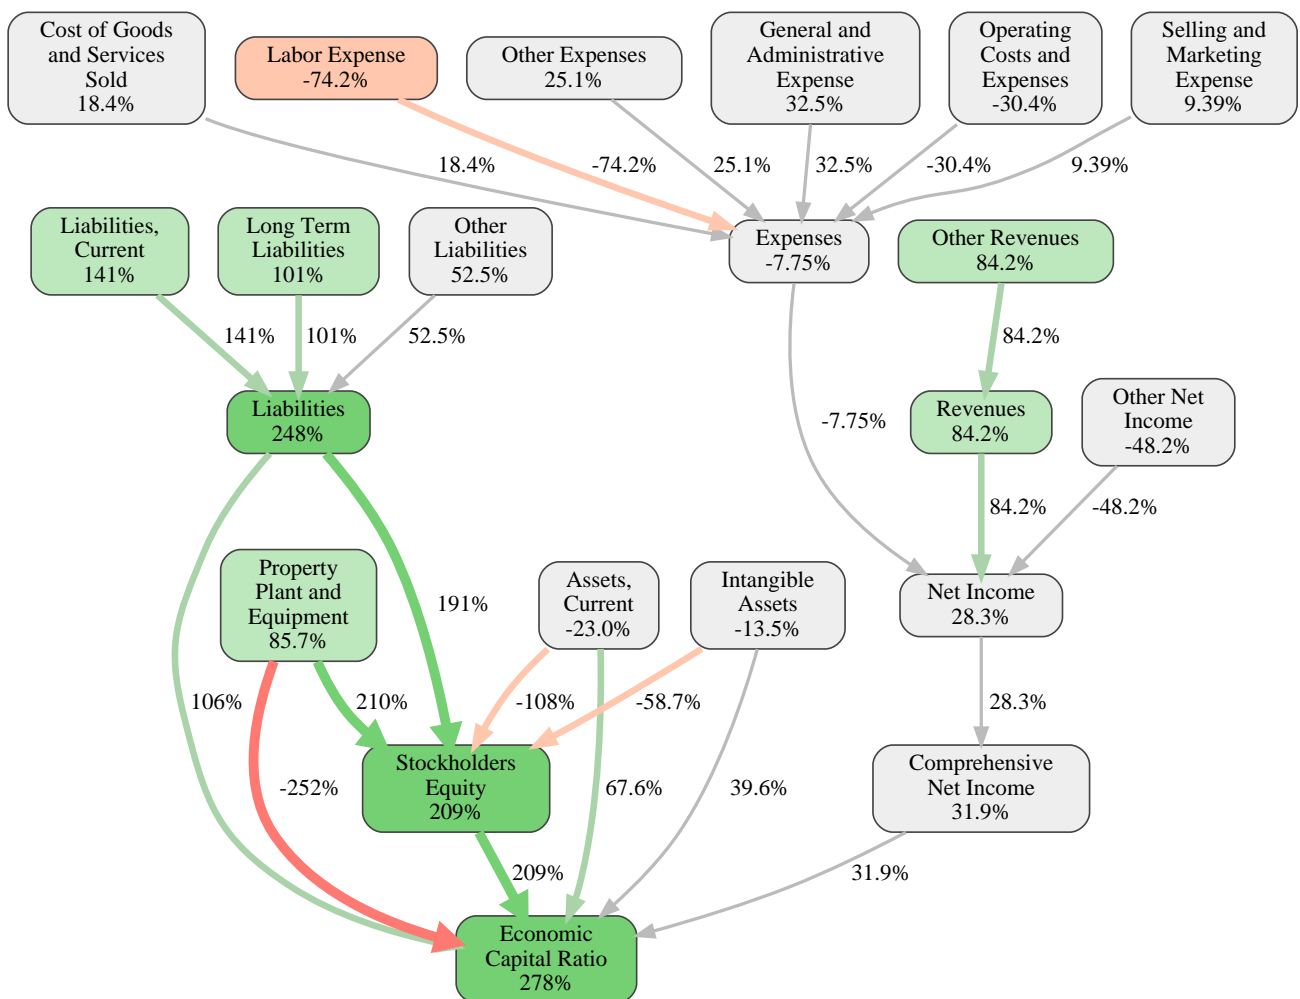 Cost of Goods
and Services
Sold
18.4%
Labor Expense
-74.2%
Other Expenses
25.1%
General and
Administrative
Expense
32.5%
Operating
Costs and
Expenses
-30.4%
Selling and
Marketing
Expense
9.39%
18.4%
-74.2%
25.1%
32.5%
-30.4%
9.39%
Liabilities,
Current
141%
Long Term
Liabilities
101%
Other
Liabilities
52.5%
Expenses
-7.75%
Other Revenues
84.2%
141%
101%
52.5%
84.2%
Liabilities
248%
-7.75%
Revenues
84.2%
Other Net
Income
-48.2%
84.2%
-48.2%
Property
Plant and
Equipment
85.7%
191%
Assets,
Current
-23.0%
Intangible
Assets
-13.5%
Net Income
28.3%
106%
210%
-108%
-58.7%
28.3%
-252%
Stockholders
Equity
209%
67.6%
39.6%
Comprehensive
Net Income
31.9%
209%
31.9%
Economic
Capital Ratio
278%